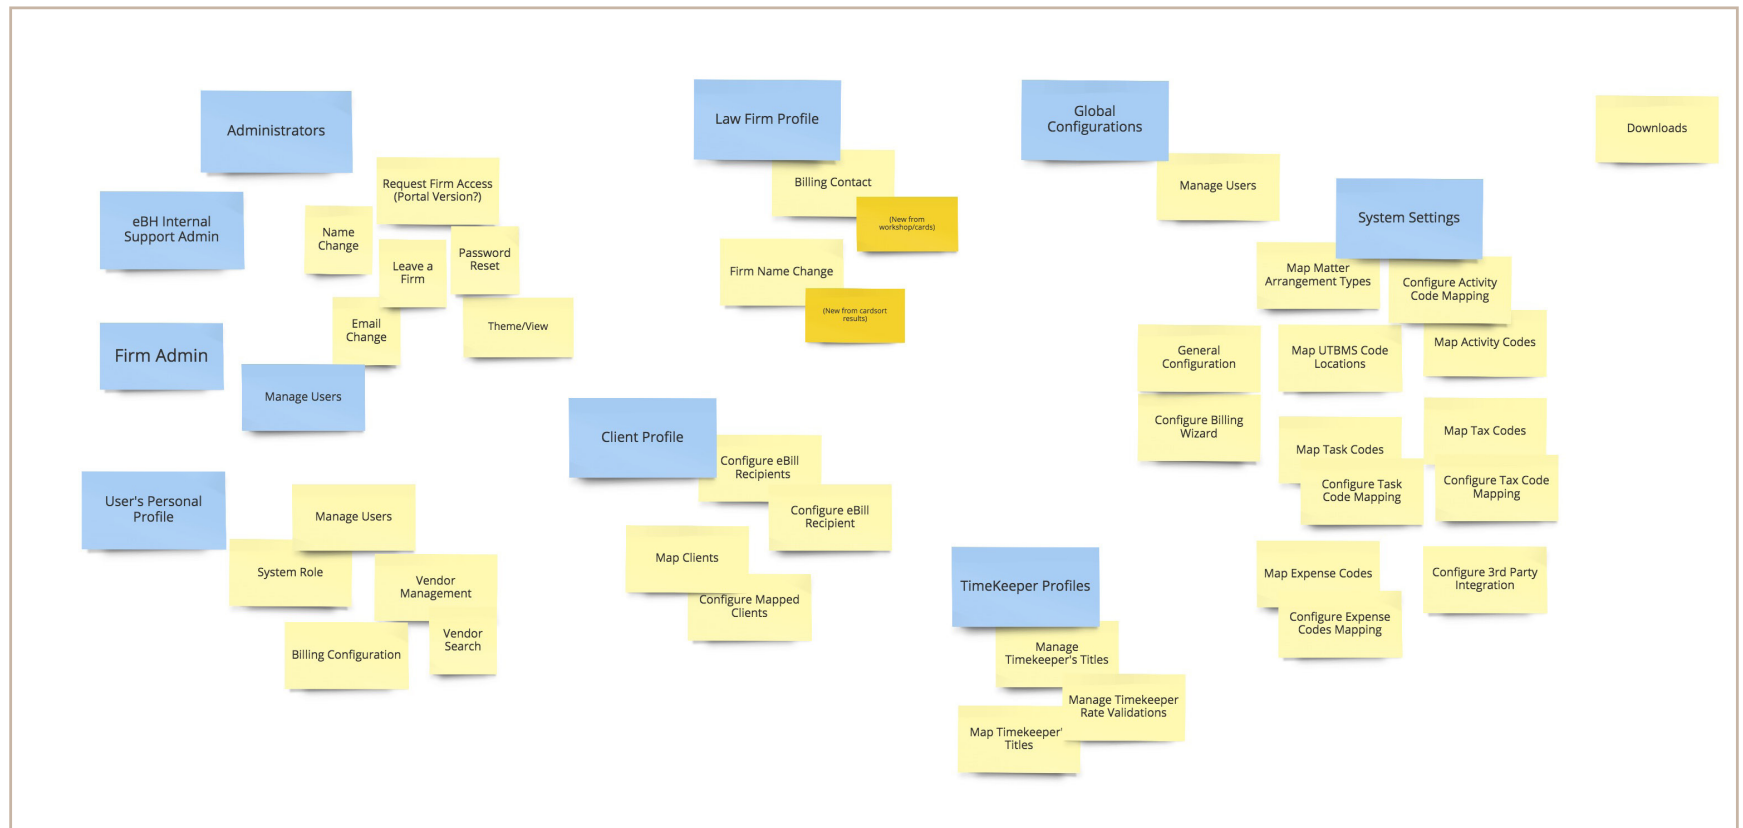 Administrators
Request Firm Access
(Portal Version?)
eBH Internal
Support Admin
Name
Change
Leave a
Firm
Password
Reset
Email
Change
Theme/View
Firm Admin
Manage Users
User's Personal
Profile
Manage Users
System Role
Vendor
Management
Billing Configuration
Vendor
Search
Law Firm Profile
Billing Contact
(New from
workshop/cards)
Firm Name Change
(New from cardsort
results)
Client Profile
Configure eBill
Recipients
Configure eBill
Recipient
Map Clients
Configure Mapped
Clients
Global
Configurations
Manage Users
TimeKeeper Profiles
Manage
Timekeeper's Titles
Manage Timekeeper
Rate Validations
Map Timekeeper'
Titles
System Settings
Map Matter
Arrangement Types
Configure Activity
Code Mapping
General
Configuration
Map UTBMS Code
Locations
Map Activity Codes
Configure Billing
Wizard
Map Task Codes
Map Tax Codes
Configure Task
Code Mapping
Configure Tax Code
Mapping
Map Expense Codes
Configure 3rd Party
Integration
Configure Expense
Codes Mapping
Downloads